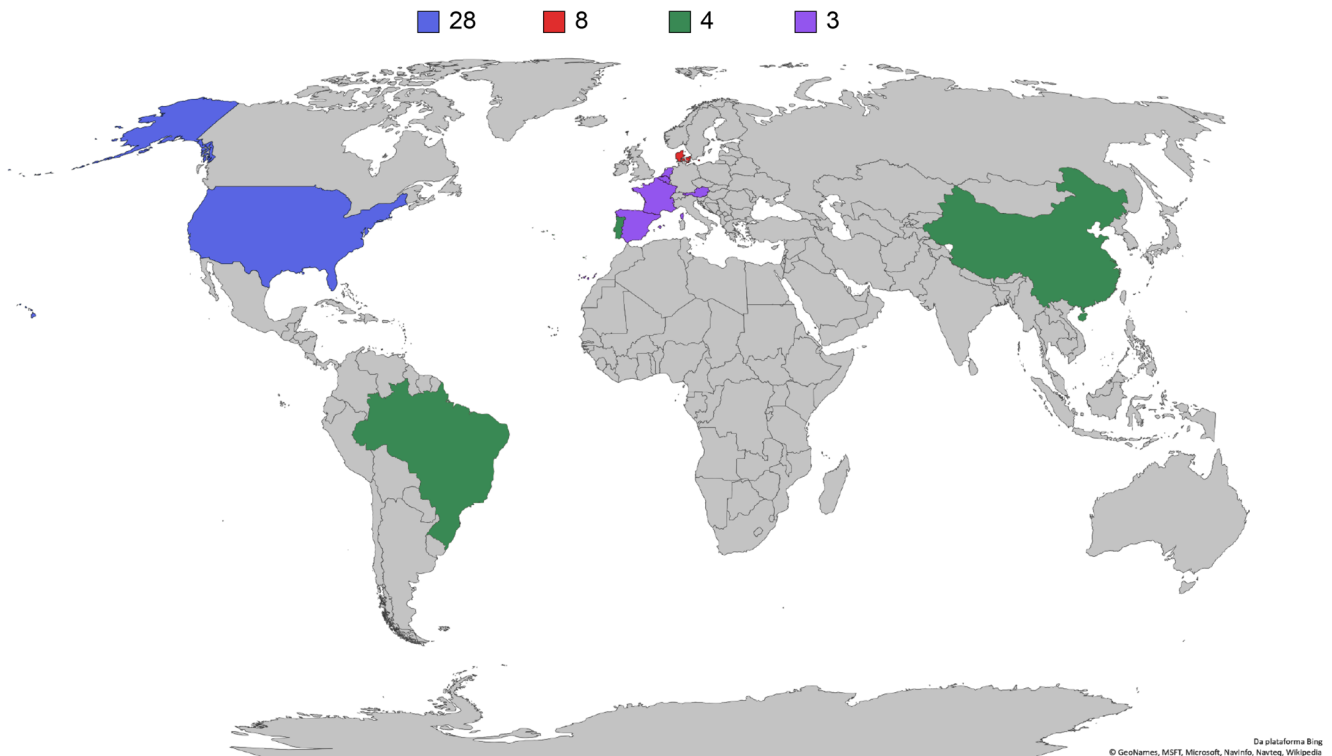 28 8 4 3
Da plataforma Bing
© GeoNames, MSFT, Microsoft, NavInfo, Navteq, Wikipedia